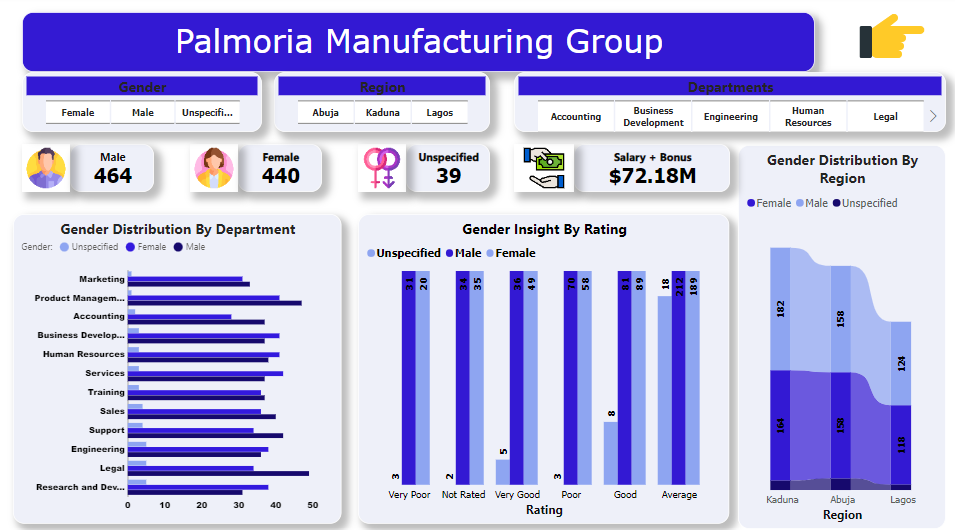 Palmoria Manufacturing Group
Gender
Female Male Unspecifi...
Region
Abuja Kaduna Lagos
Departments
Accounting Business Development Engineering Human Resources Legal
Male
464
Female
440
Unspecified
39
Salary + Bonus
$72.18M
Gender Distribution By Department
Gender: Unspecified Female Male
Marketing
Product Managem...
Accounting
Business Develop...
Human Resources
Services
Training
Sales
Support
Engineering
Legal
Research and Dev...
0 10 20 30 40 50
Gender Insight By Rating
Unspecified Male Female
3 31 20
2 34 35
5 36 49
3 70 58
8 81 89
18 212 189
Very Poor Not Rated Very Good Poor Good Average
Rating
Gender Distribution By
Region
Female Male Unspecified
182 158 124
164 158 118
Kaduna Abuja Lagos
Region